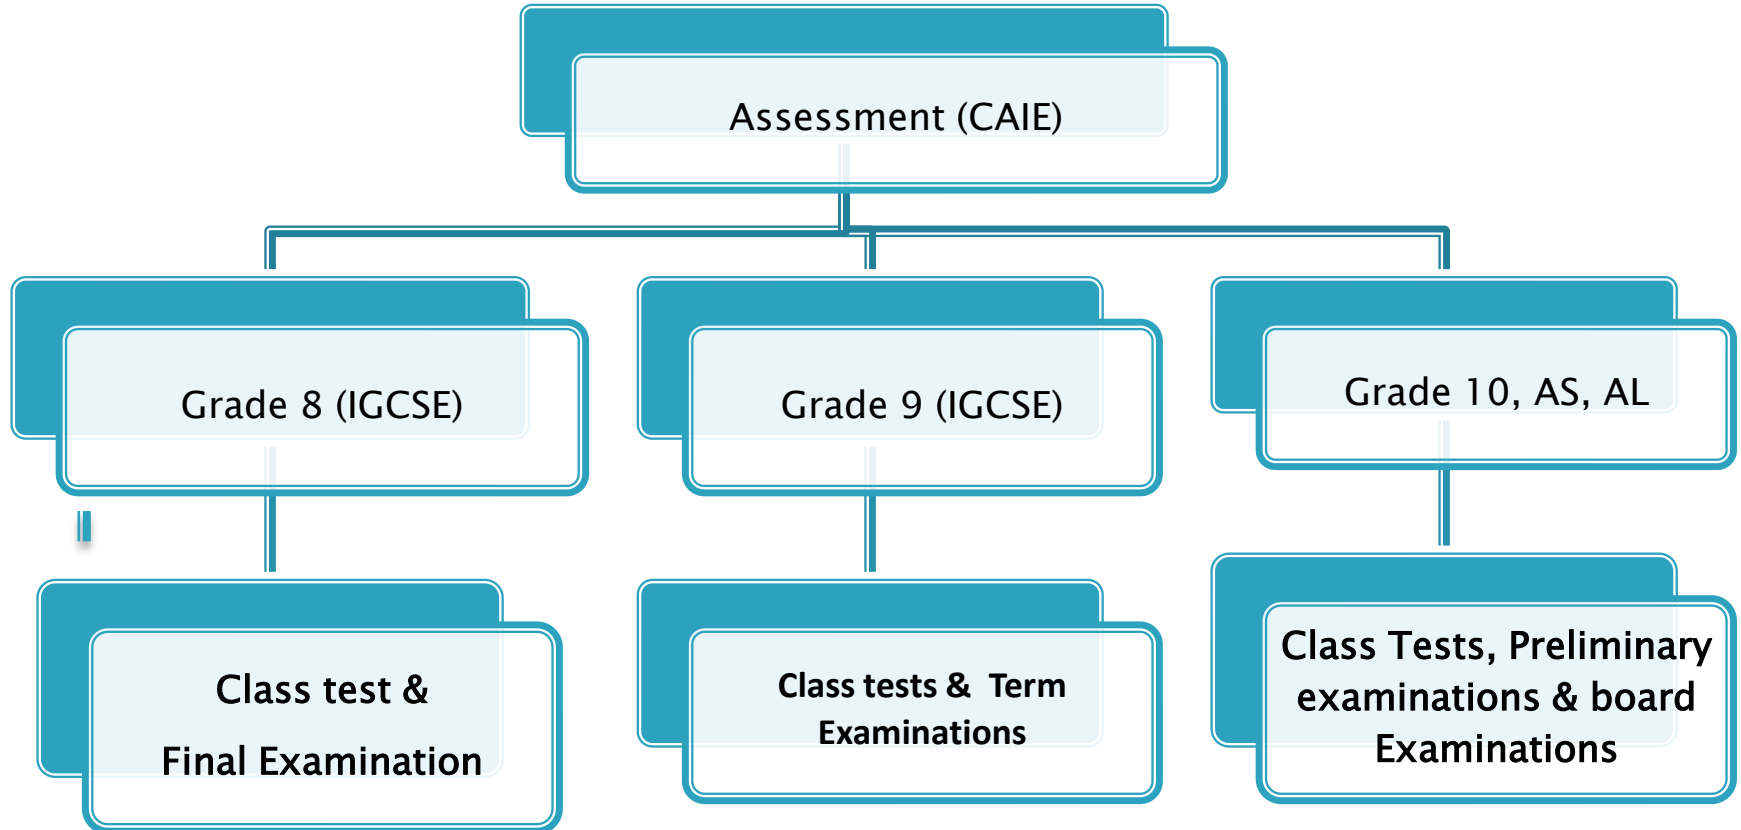 Assessment (CAIE)
Grade 8 (IGCSE)
Grade 9 (IGCSE)
Grade 10, AS, AL
Class test &
Final Examination
Class tests & Term
Examinations
Class Tests, Preliminary
examinations & board
Examinations